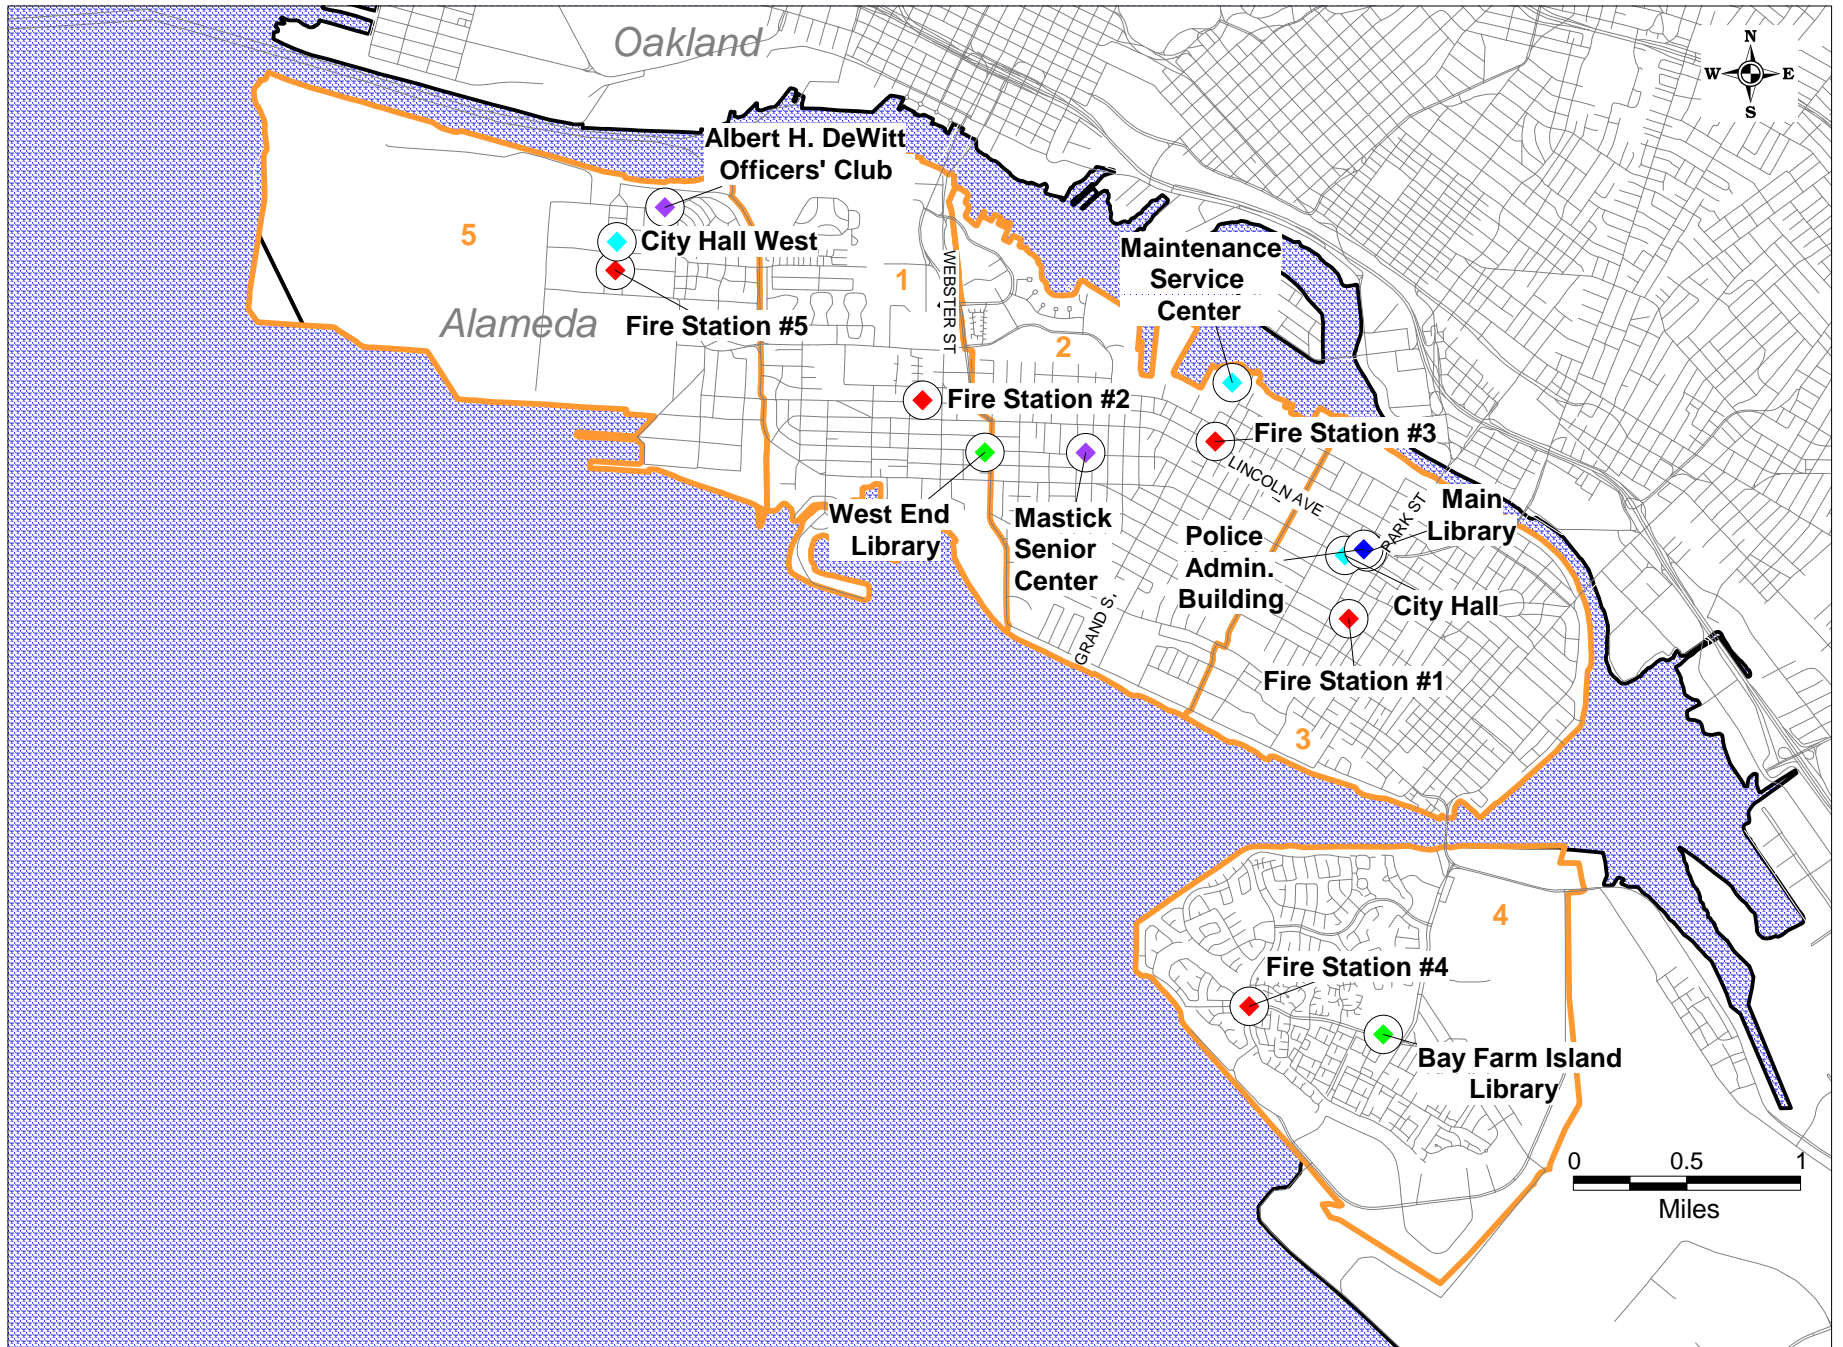 Oakland
N
W E
S
Albert H. DeWitt
Officers' Club
5
City Hall West
Maintenance
Service
Center
1
WEBSTER ST
Alameda
Fire Station #5
2
Fire Station #2
Fire Station #3
LINCOLN AVE
West End
Library
Mastick
Senior
Center
Police
Admin.
Building
PARK ST
Main
Library
City Hall
GRAND S
Fire Station #1
3
4
Fire Station #4
Bay Farm Island
Library
0 0.5 1
Miles